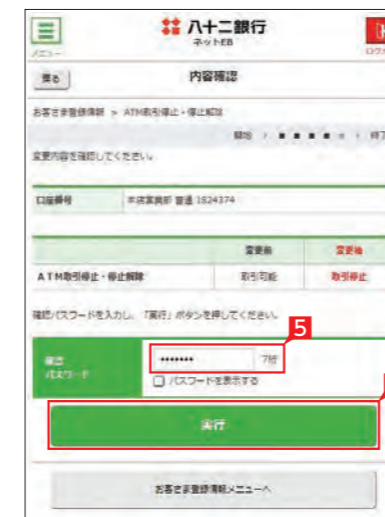 八十二銀行
ネットEB
メニュー
戻る
内容確認
お客さま登録情報 > ATM取引停止・停止解除
開始
終了
変更内容を確認してください。
口座番号
本店営業部 普通 1824374
変更前
変更後
ATM取引停止・停止解除
取引可能
取引停止
確認パスワードを入力し、「実行」ボタンを押してください。
5
確認
パスワード
•••••••
7桁
パスワードを表示する
実行
お客さま登録情報メニューへ